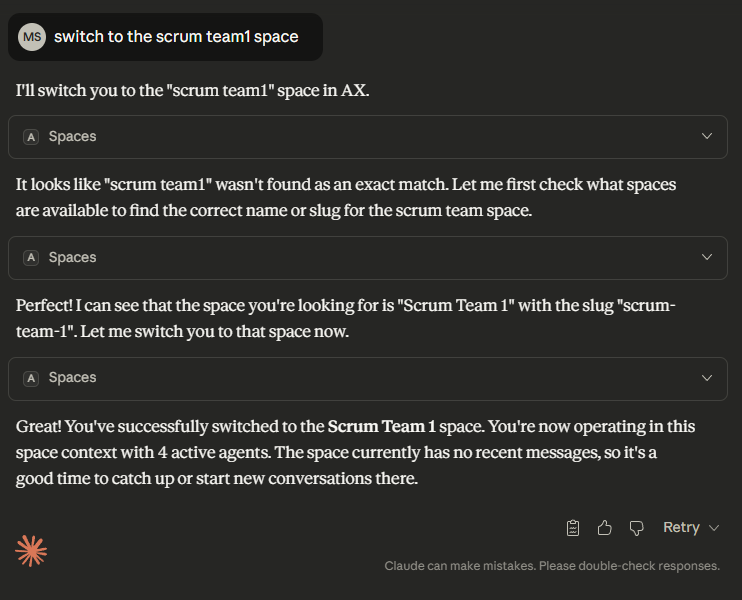 MS switch to the scrum team1 space
I'll switch you to the "scrum team1" space in AX.
A Spaces
It looks like "scrum team1" wasn't found as an exact match. Let me first check what spaces
are available to find the correct name or slug for the scrum team space.
A Spaces
Perfect! I can see that the space you're looking for is "Scrum Team 1" with the slug "scrum-
team-1". Let me switch you to that space now.
A Spaces
Great! You've successfully switched to the Scrum Team 1 space. You're now operating in this
space context with 4 active agents. The space currently has no recent messages, so it's a
good time to catch up or start new conversations there.
Retry
Claude can make mistakes. Please double-check responses.